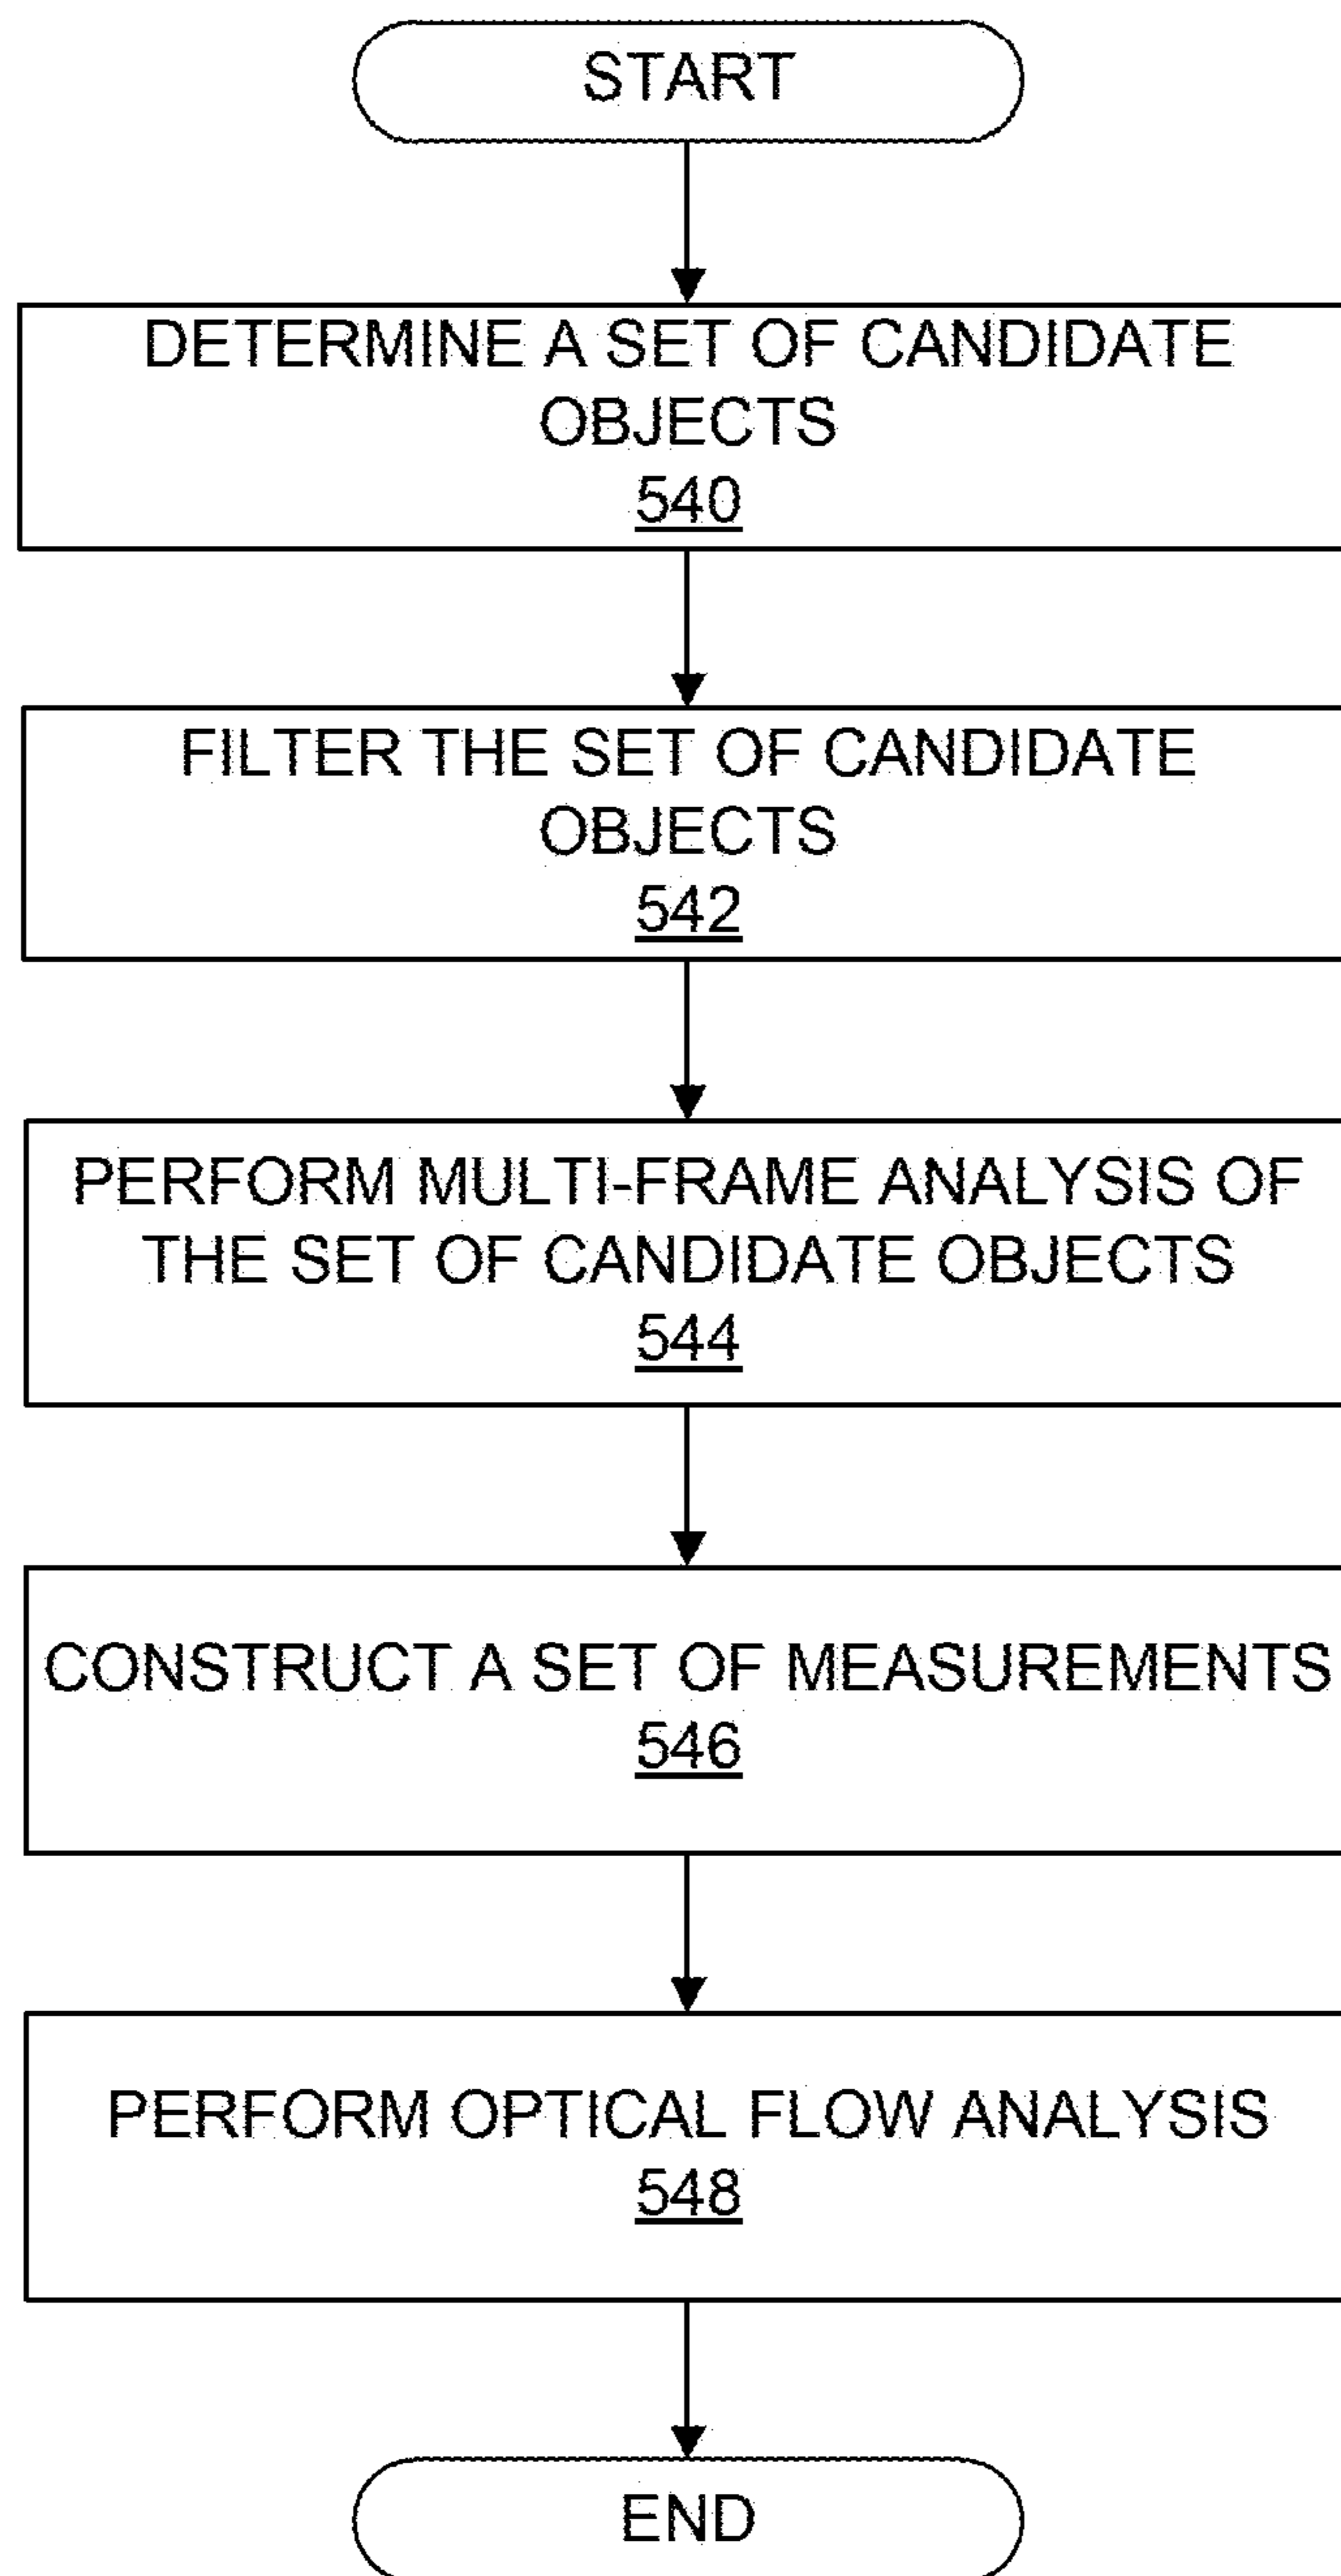 START
DETERMINE A SET OF CANDIDATE
OBJECTS
540
FILTER THE SET OF CANDIDATE
OBJECTS
542
PERFORM MULTI-FRAME ANALYSIS OF
THE SET OF CANDIDATE OBJECTS
544
CONSTRUCT A SET OF MEASUREMENTS
546
PERFORM OPTICAL FLOW ANALYSIS
548
END